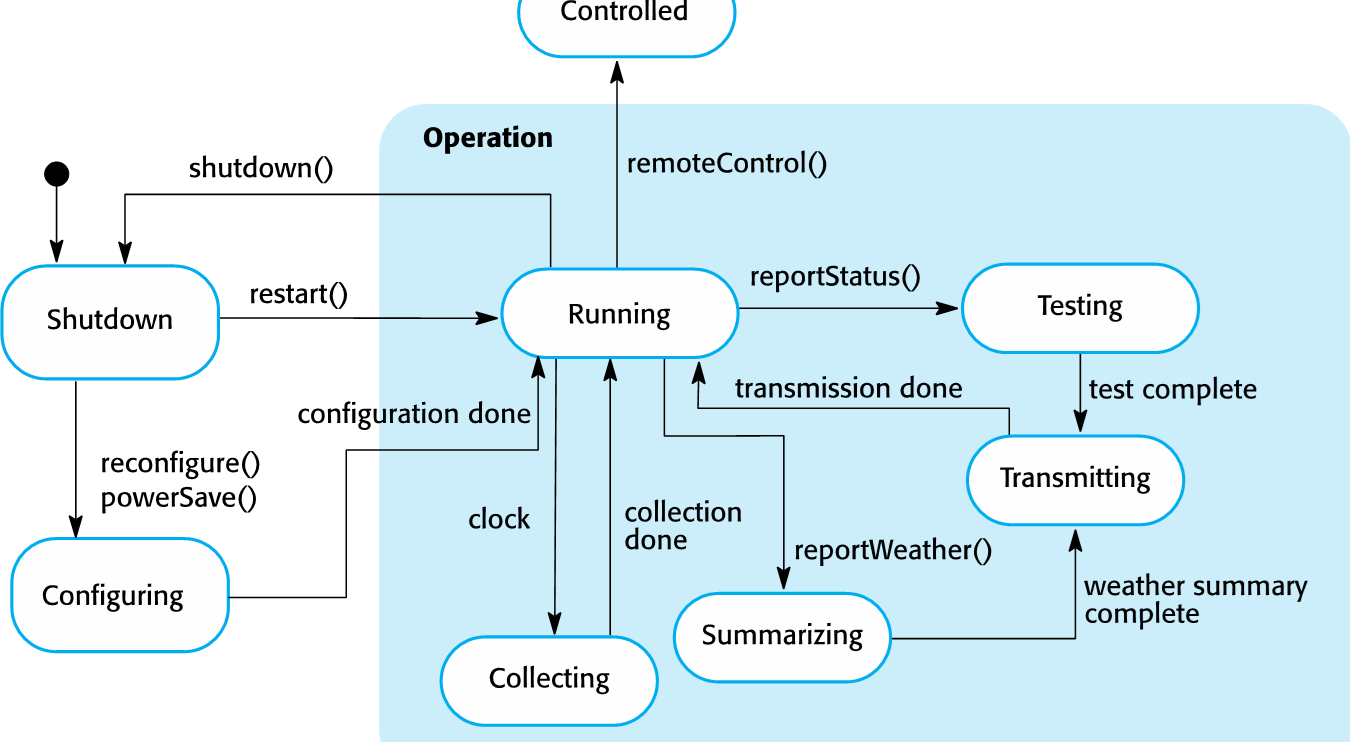 Controlled
Operation
remoteControl()
shutdown()
restart()
reportStatus()
Shutdown
Running
Testing
configuration done
transmission done
test complete
reconfigure()
powerSave()
Transmitting
clock
collection
done
reportWeather()
Configuring
weather summary
complete
Summarizing
Collecting